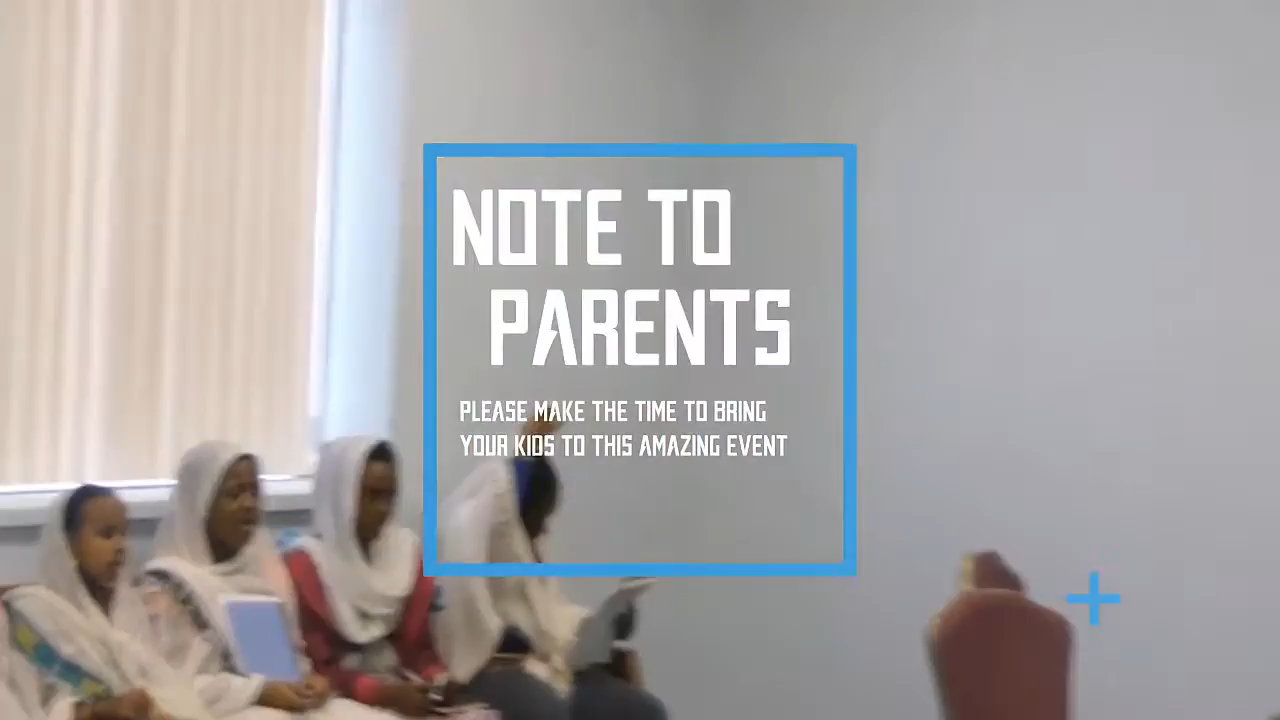 NOTE TO
PARENTS
PLEASE MAKE THE TIME TO BRING
YOUR KIDS TO THIS AMAZING EVENT